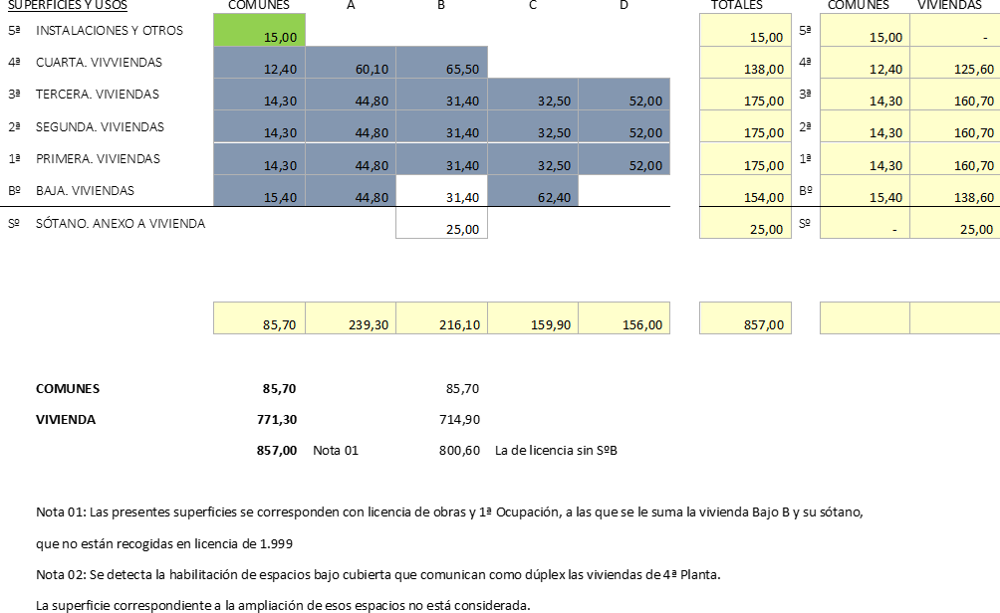 SUPERFICIES Y USOS COMUNES A B C D TOTALES COMUNES VIVIENDAS
5ª INSTALACIONES Y OTROS 15,00 15,00 5ª 15,00 -
4ª CUARTA. VIVVIENDAS 12,40 60,10 65,50 138,00 4ª 12,40 125,60
3ª TERCERA. VIVIENDAS 14,30 44,80 31,40 32,50 52,00 175,00 3ª 14,30 160,70
2ª SEGUNDA. VIVIENDAS 14,30 44,80 31,40 32,50 52,00 175,00 2ª 14,30 160,70
1ª PRIMERA. VIVIENDAS 14,30 44,80 31,40 32,50 52,00 175,00 1ª 14,30 160,70
Bº BAJA. VIVIENDAS 15,40 44,80 31,40 62,40 154,00 Bº 15,40 138,60
Sº SÓTANO. ANEXO A VIVIENDA 25,00 25,00 Sº - 25,00
85,70 239,30 216,10 159,90 156,00 857,00
COMUNES 85,70 85,70
VIVIENDA 771,30 714,90
857,00 Nota 01 800,60 La de licencia sin SºB
Nota 01: Las presentes superficies se corresponden con licencia de obras y 1ª Ocupación, a las que se le suma la vivienda Bajo B y su sótano,
que no están recogidas en licencia de 1.999
Nota 02: Se detecta la habilitación de espacios bajo cubierta que comunican como dúplex las viviendas de 4ª Planta.
La superficie correspondiente a la ampliación de esos espacios no está considerada.